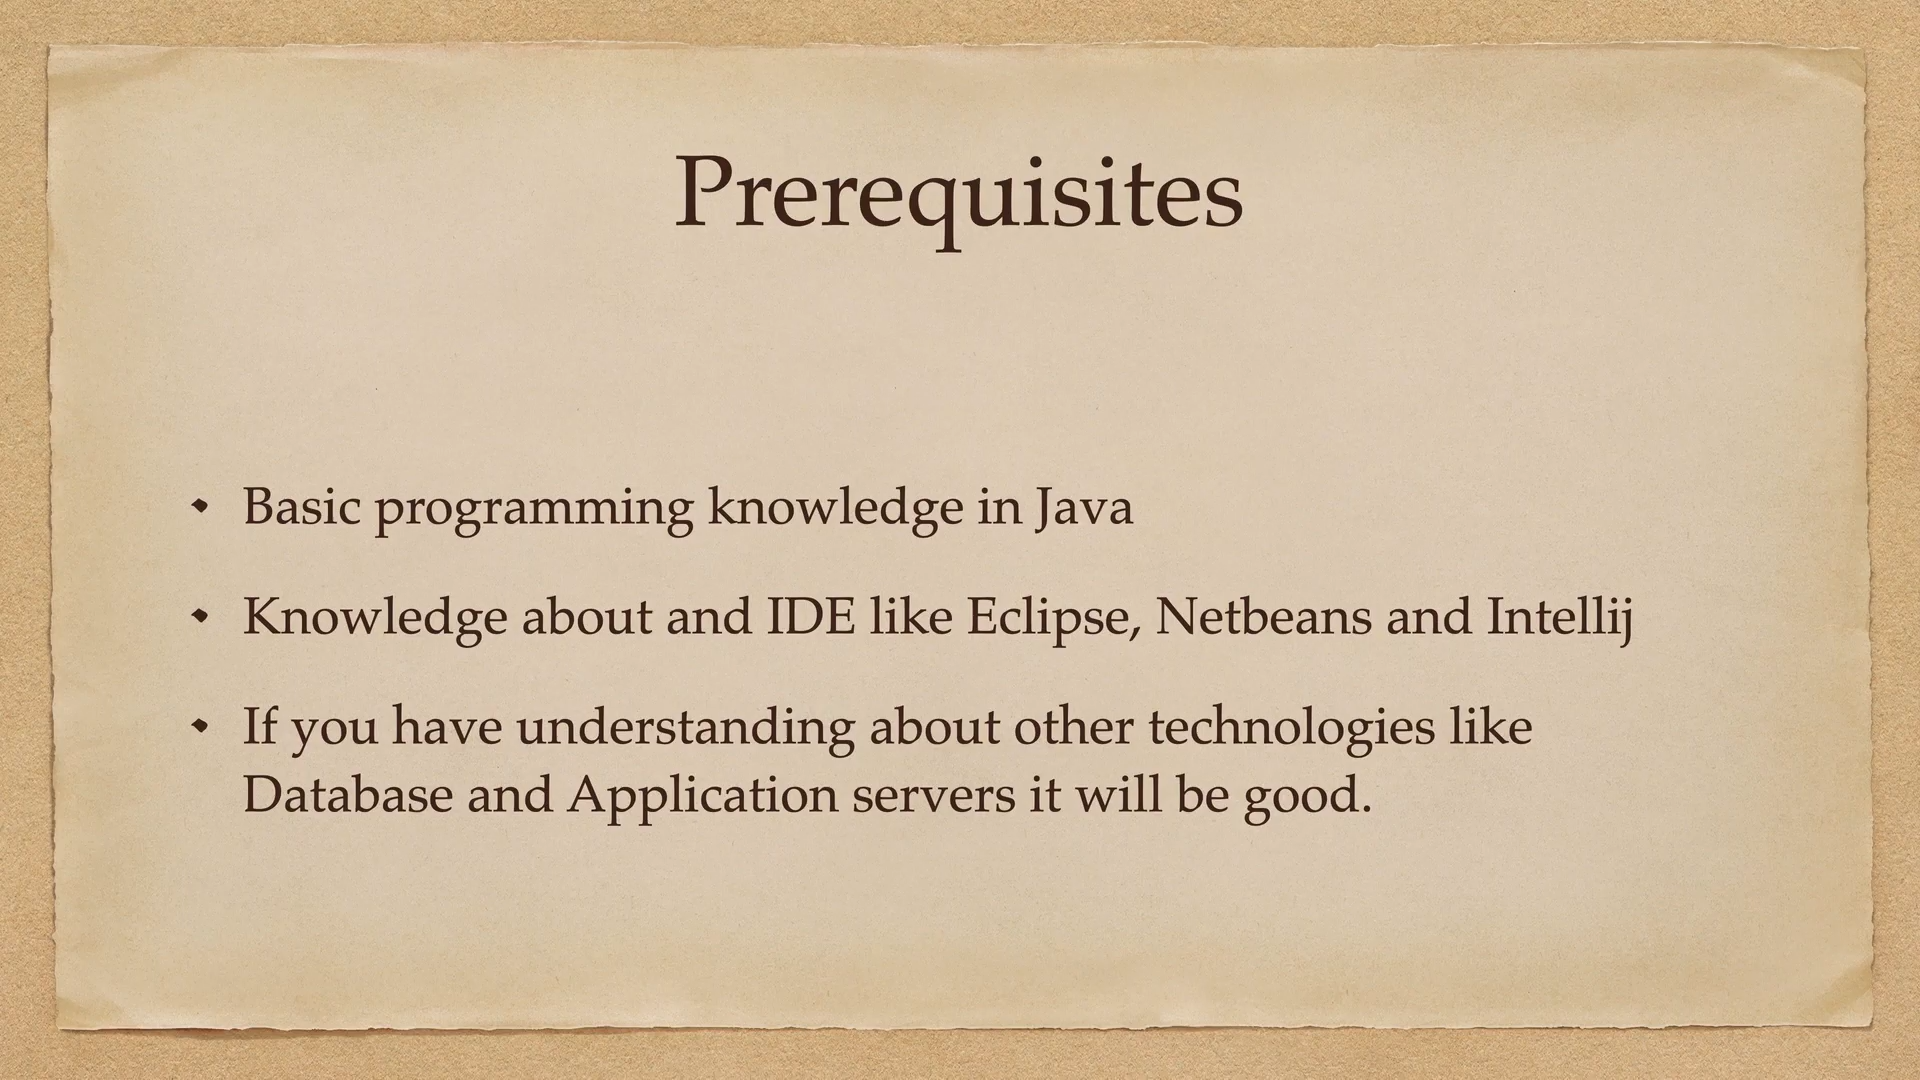 Prerequisites
• Basic programming knowledge in Java
• Knowledge about and IDE like Eclipse, Netbeans and Intellij
• If you have understanding about other technologies like
Database and Application servers it will be good.